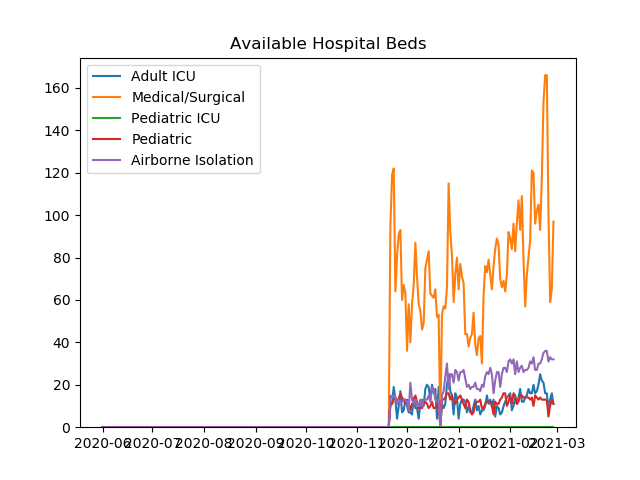 Available Hospital Beds
Adult ICU
Medical/Surgical
Pediatric ICU
Pediatric
Airborne Isolation
160
140
120
100
80
60
40
20
0
2020-06 2020-07 2020-08 2020-09 2020-10 2020-11 2020-12 2021-01 2021-02 2021-03